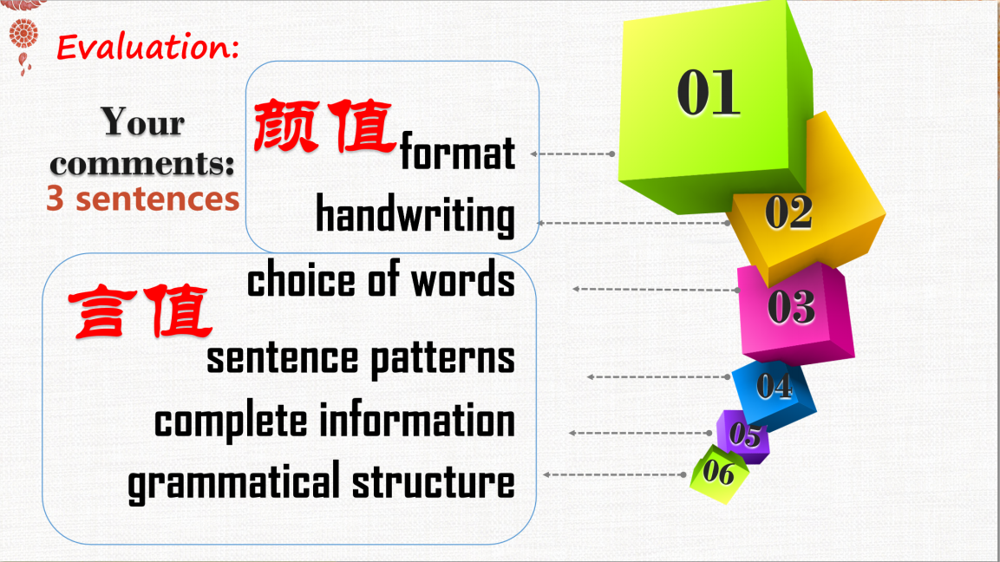 Evaluation:
Your
comments:
3 sentences
颜值
format
handwriting
言值
choice of words
sentence patterns
complete information
grammatical structure
01
02
03
04
05
06